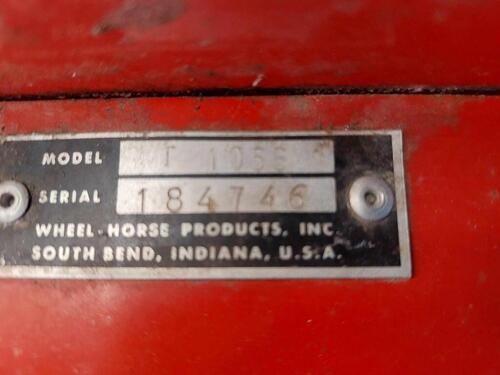 MODEL
SERIAL 184746
WHEEL-HORSE PRODUCTS, INC.
SOUTH BEND, INDIANA, U.S.A.